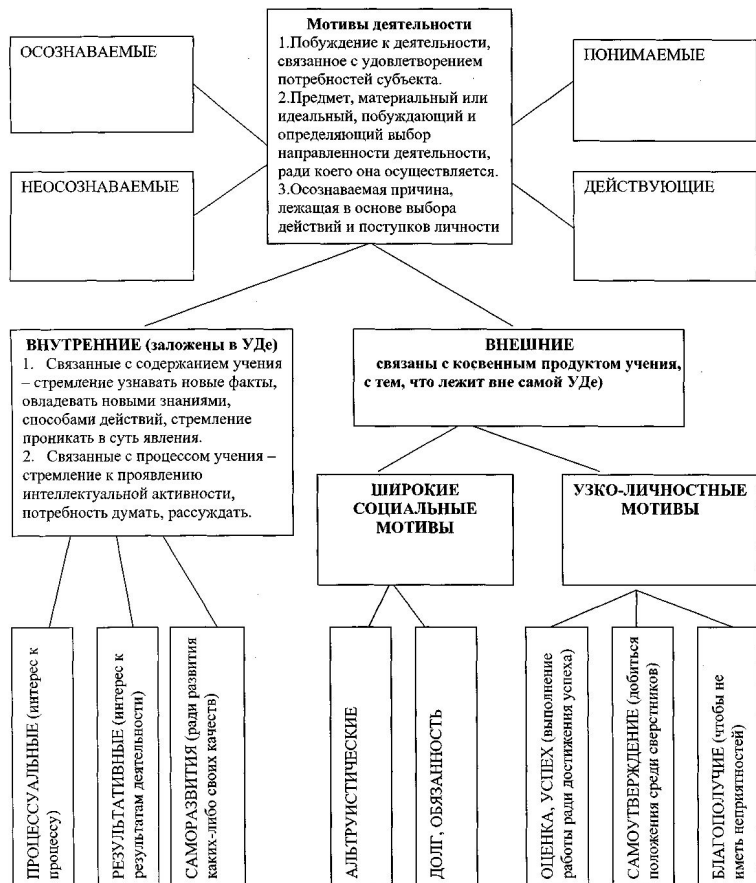 Мотивы деятельности
1.Побуждение к деятельности,
связанное с удовлетворением
потребностей субъекта.
2.Предмет, материальный или
идеальный, побуждающий и
определяющий выбор
направленности деятельности,
ради коего она осуществляется.
3.Осознаваемая причина,
лежащая в основе выбора
действий и поступков личности
ОСОЗНАВАЕМЫЕ
ПОНИМАЕМЫЕ
НЕОСОЗНАВАЕМЫЕ
ДЕЙСТВУЮЩИЕ
ВНУТРЕННИЕ (заложены в УДе)
1. Связанные с содержанием учения
– стремление узнавать новые факты,
овладевать новыми знаниями,
способами действий, стремление
проникать в суть явления.
2. Связанные с процессом учения –
стремление к проявлению
интеллектуальной активности,
потребность думать, рассуждать.
ВНЕШНИЕ
связаны с косвенным продуктом учения,
с тем, что лежит вне самой УДе)
ШИРОКИЕ
СОЦИАЛЬНЫЕ
МОТИВЫ
УЗКО-ЛИЧНОСТНЫЕ
МОТИВЫ
ПРОЦЕССУАЛЬНЫЕ (интерес к
процессу)
РЕЗУЛЬТАТИВНЫЕ (интерес к
результатам деятельности)
САМОРАЗВИТИЯ (ради развития
каких-либо своих качеств)
АЛЬТРУИСТИЧЕСКИЕ
ДОЛГ, ОБЯЗАННОСТЬ
ОЦЕНКА, УСПЕХ (выполнение
работы ради достижения успеха)
САМОУТВЕРЖДЕНИЕ (добиться
положения среди сверстников)
БЛАГОПОЛУЧИЕ (чтобы не
иметь неприятностей)